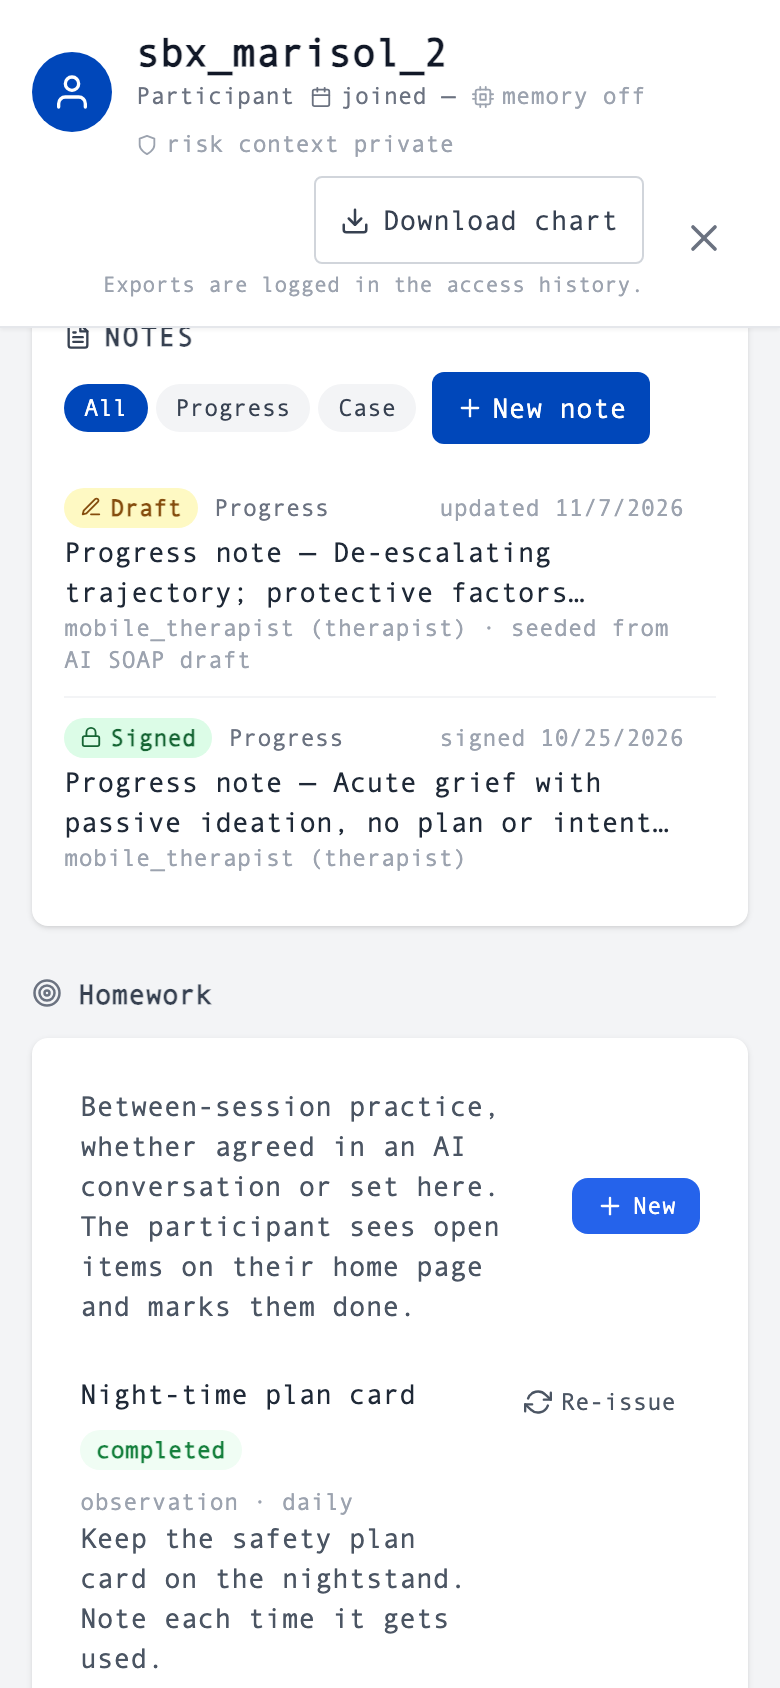 sbx_marisol_2
Participant joined — memory off
risk context private
Download chart
Exports are logged in the access history.
NOTES
All Progress Case + New note
Draft Progress updated 11/7/2026
Progress note — De-escalating
trajectory; protective factors…
mobile_therapist (therapist) · seeded from
AI SOAP draft
Signed Progress signed 10/25/2026
Progress note — Acute grief with
passive ideation, no plan or intent…
mobile_therapist (therapist)
Homework
Between-session practice,
whether agreed in an AI
conversation or set here.
The participant sees open
items on their home page
and marks them done.
+ New
Night-time plan card
Re-issue
completed
observation · daily
Keep the safety plan
card on the nightstand.
Note each time it gets
used.